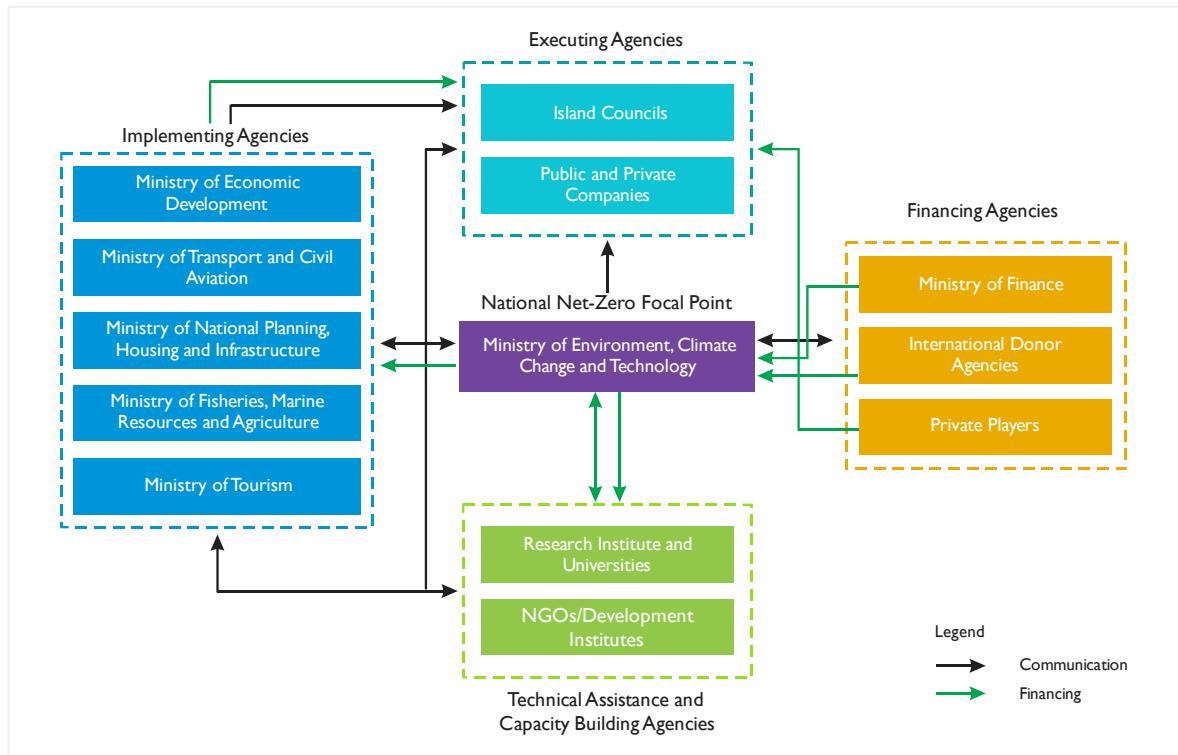 Executing Agencies
Island Councils
Public and Private
Companies
Implementing Agencies
Ministry of Economic
Development
Ministry of Transport and Civil
Aviation
Ministry of National Planning,
Housing and Infrastructure
Ministry of Fisheries, Marine
Resources and Agriculture
Ministry of Tourism
National Net-Zero Focal Point
Ministry of Environment, Climate
Change and Technology
Financing Agencies
Ministry of Finance
International Donor
Agencies
Private Players
Research Institute and
Universities
NGOs/Development
Institutes
Technical Assistance and
Capacity Building Agencies
Legend
Communication
Financing